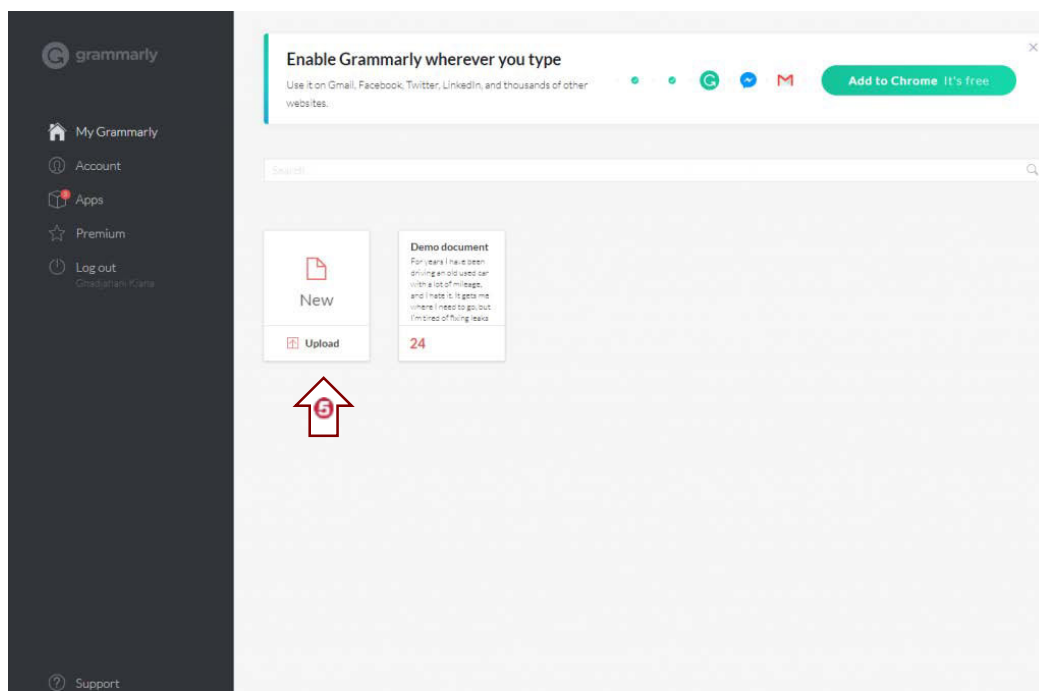 grammarly
My Grammarly
Account
Apps
Premium
Log out
Support
Enable Grammarly wherever you type
Use it on Gmail, Facebook, Twitter, LinkedIn, and thousands of other
websites.
Add to Chrome It's free
Search
New
Upload
Demo document
For years I have been
driving an old used car
with a lot of mileage,
and I hate it. It gets me
where I need to go, but
I'm tired of fixing leaks
24
5